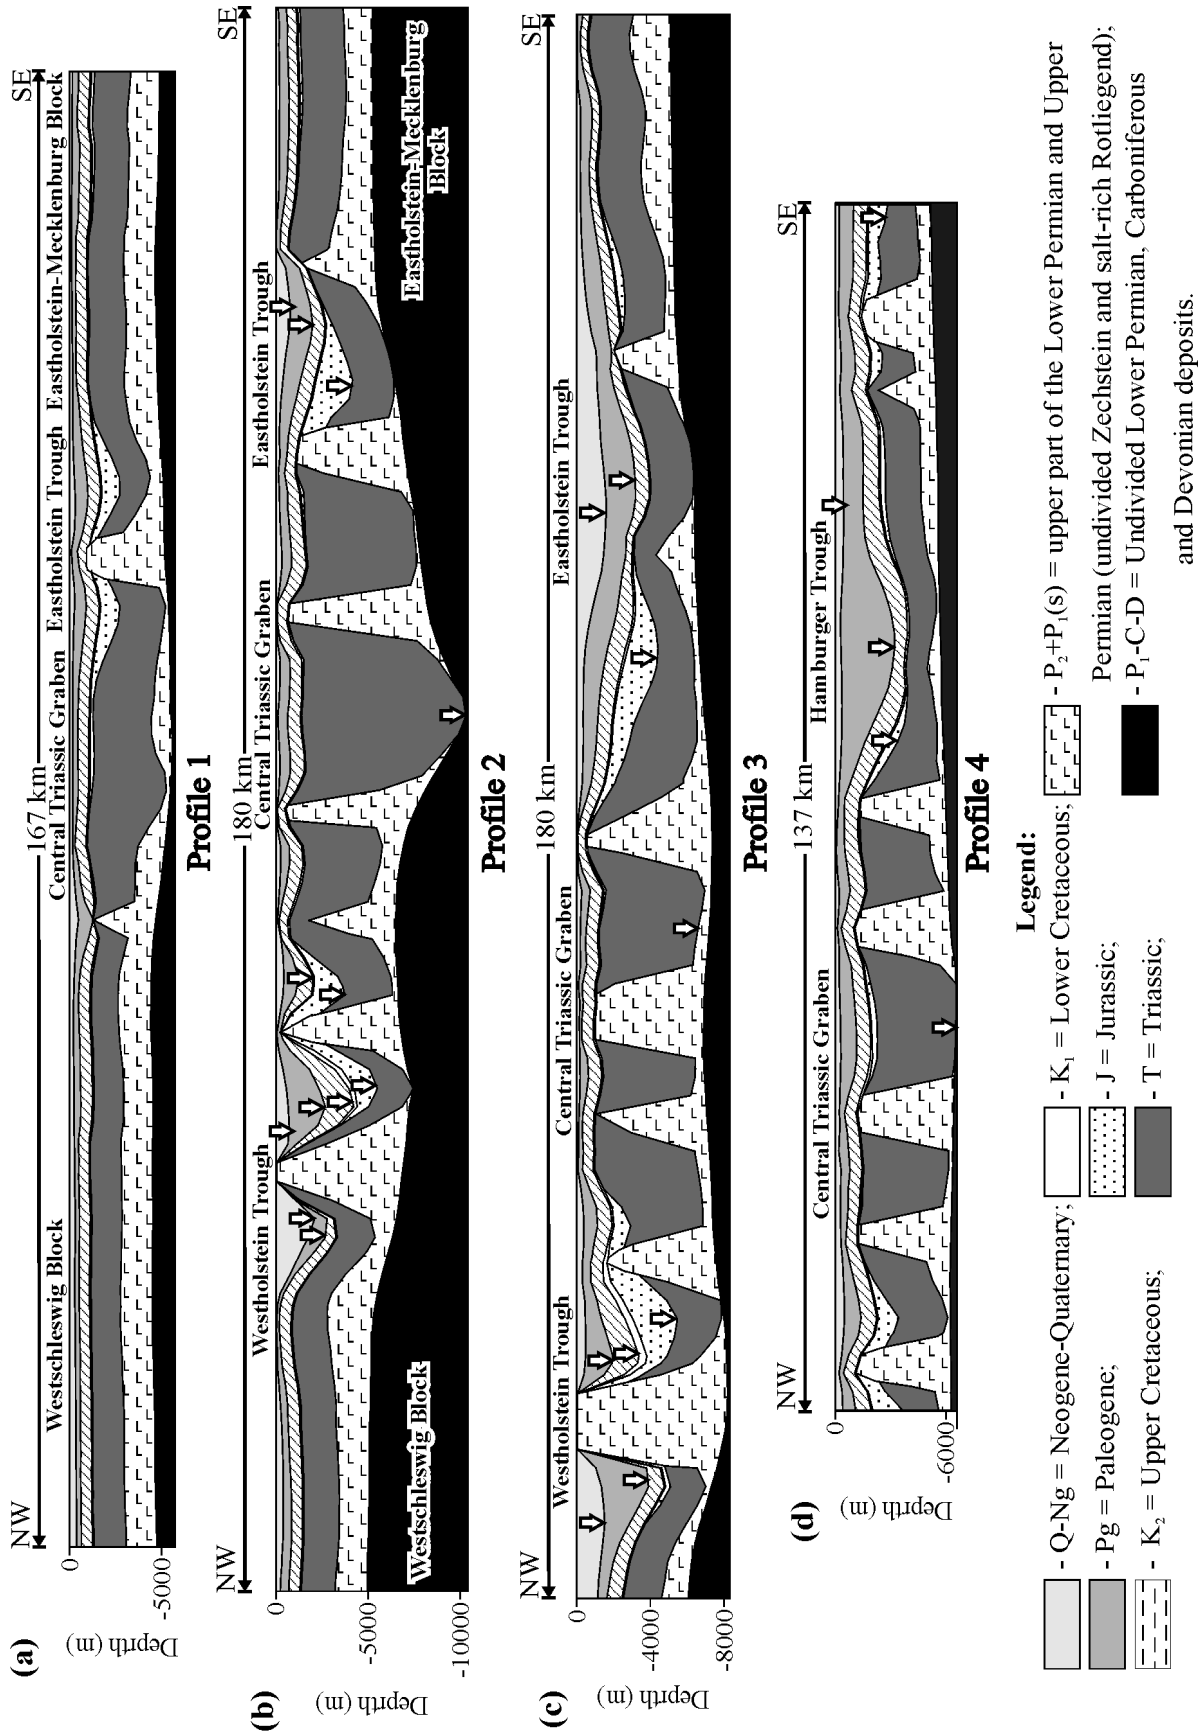 (a)
NW
167 km
SE
Westschleswig Block
Central Triassic Graben
Eastholstein Trough
Eastholstein-Mecklenburg Block
0
-5000
Deprth (m)
Profile 1
(b)
NW
180 km
SE
Westholstein Trough
Central Triassic Graben
Eastholstein Trough
0
-5000
-10000
Deprth (m)
Westschleswig Block
Eastholstein-Mecklenburg
Block
Profile 2
(c)
NW
180 km
SE
Westholstein Trough
Central Triassic Graben
Eastholstein Trough
0
-4000
-8000
Deprth (m)
Profile 3
(d)
NW
137 km
SE
Central Triassic Graben
Hamburger Trough
0
-6000
Deprth (m)
Profile 4
Legend:
- Q-Ng = Neogene-Quaternary;
- Pg = Paleogene;
- K₂ = Upper Cretaceous;
- K₁ = Lower Cretaceous;
- J = Jurassic;
- T = Triassic;
- P₂+P₁(s) = upper part of the Lower Permian and Upper
Permian (undivided Zechstein and salt-rich Rotliegend);
- P₁-C-D = Undivided Lower Permian, Carboniferous
and Devonian deposits.